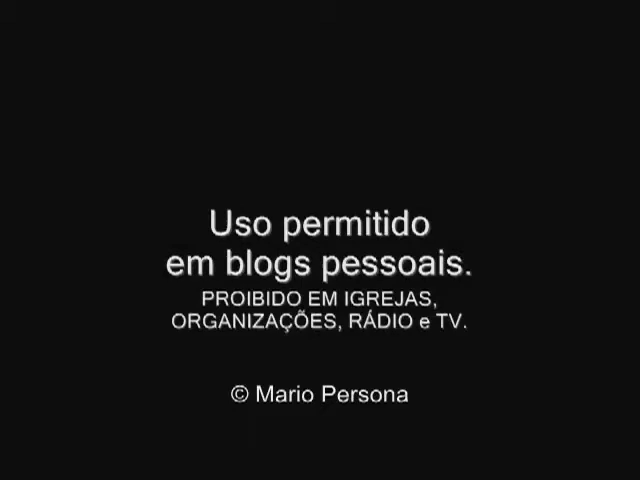 Uso permitido
em blogs pessoais.
PROIBIDO EM IGREJAS,
ORGANIZAÇÕES, RÁDIO e TV.
© Mario Persona